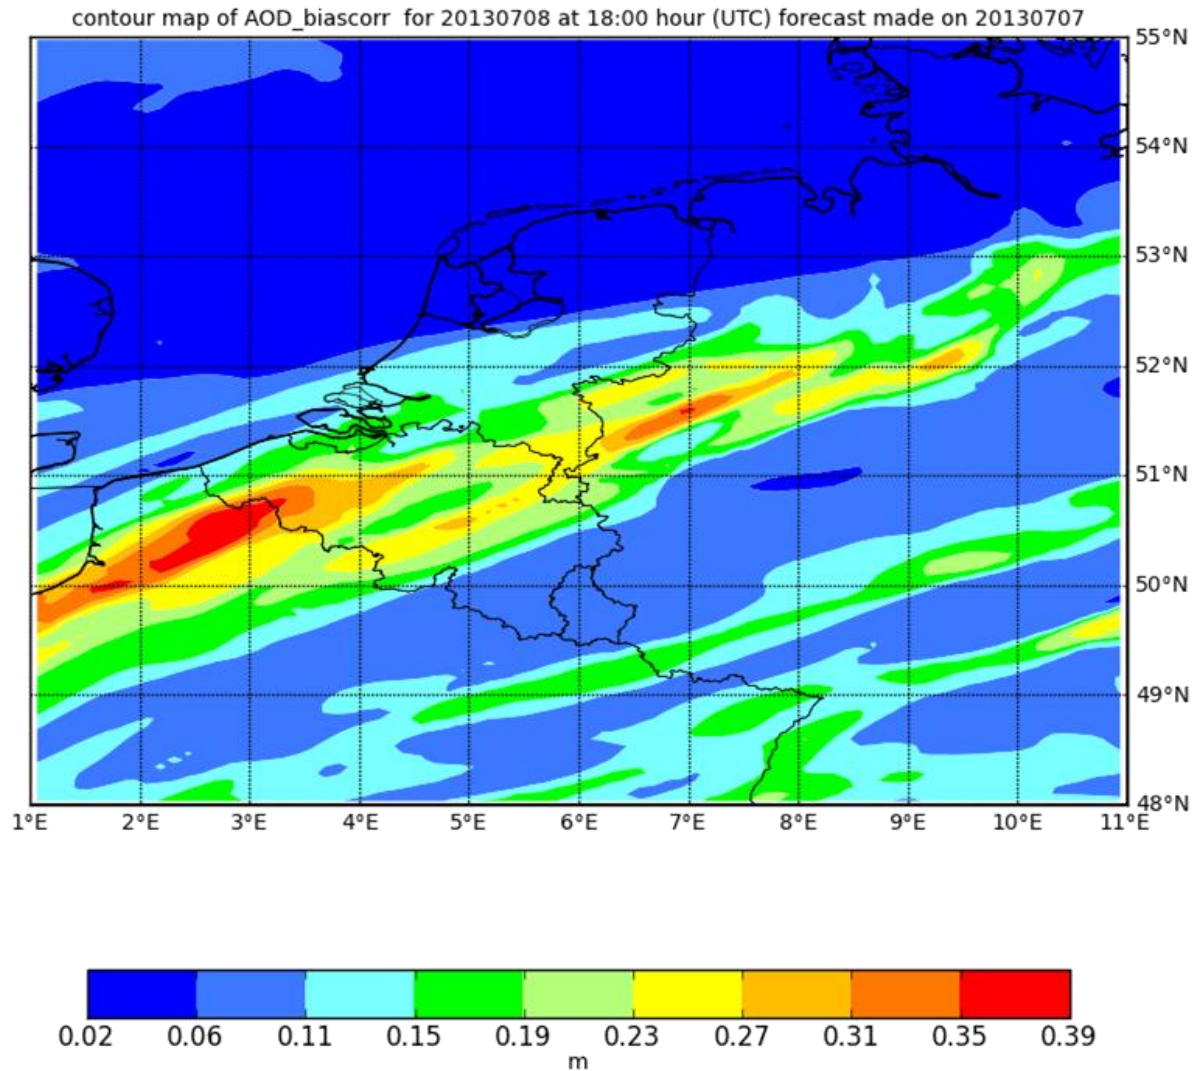 contour map of AOD_biascorr  for 20130708 at 18:00 hour (UTC) forecast made on 20130707
55°N
54°N
53°N
52°N
51°N
50°N
49°N
48°N
1°E 2°E 3°E 4°E 5°E 6°E 7°E 8°E 9°E 10°E 11°E
0.02 0.06 0.11 0.15 0.19 0.23 0.27 0.31 0.35 0.39
m